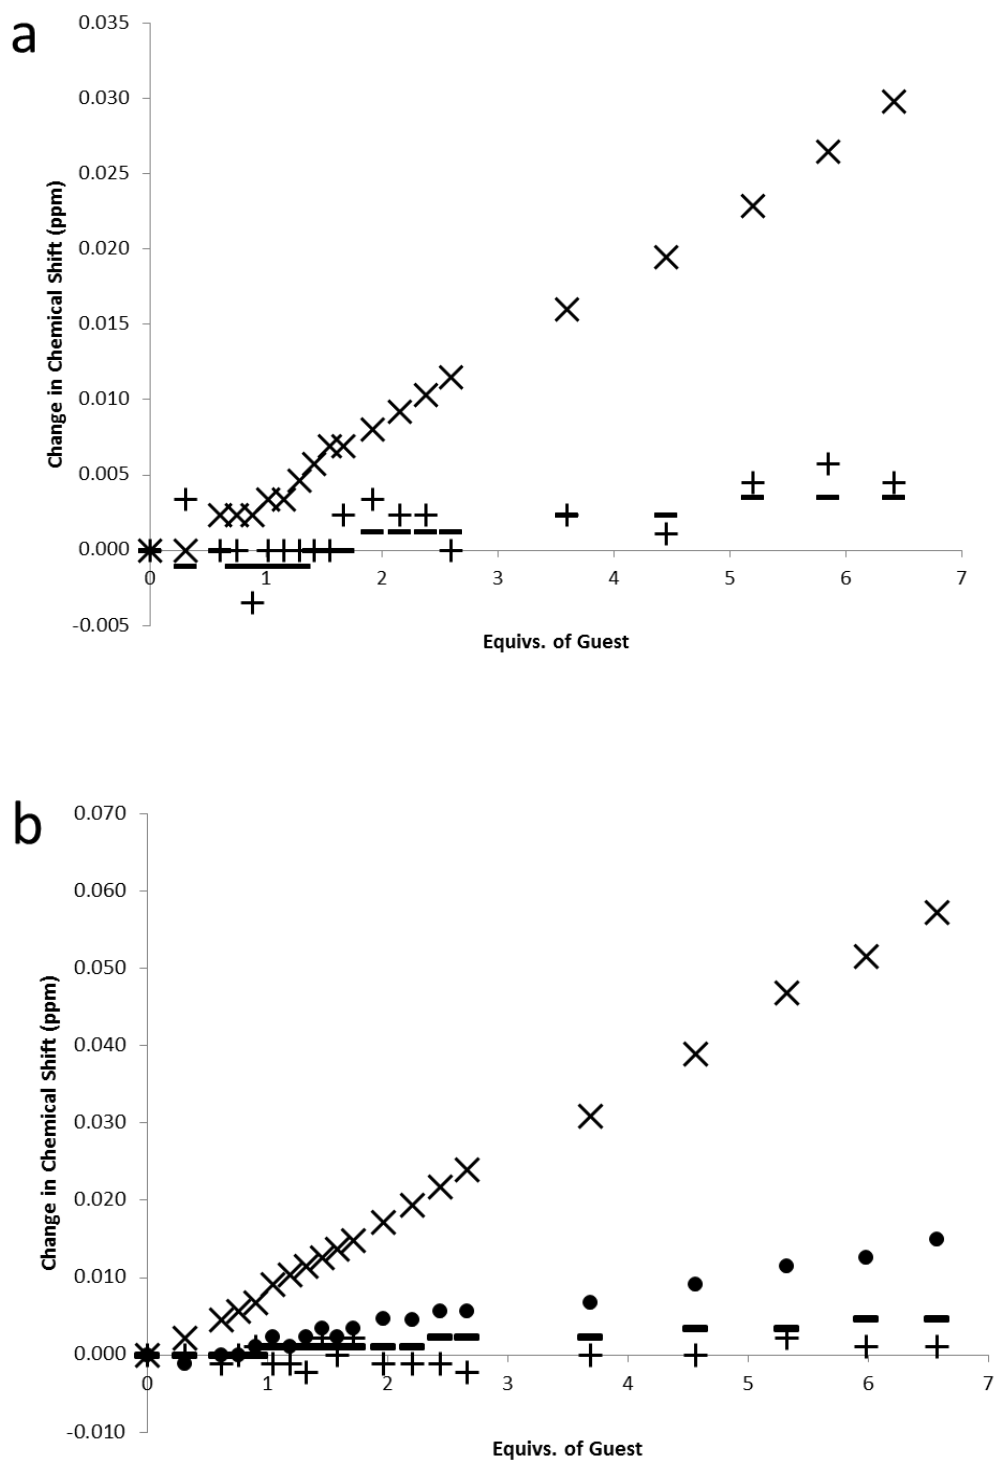 a
0.035
0.030
0.025
0.020
0.015
0.010
0.005
0.000
-0.005
Change in Chemical Shift (ppm)
0 1 2 3 4 5 6 7
Equivs. of Guest
b
0.070
0.060
0.050
0.040
0.030
0.020
0.010
0.000
-0.010
Change in Chemical Shift (ppm)
0 1 2 3 4 5 6 7
Equivs. of Guest